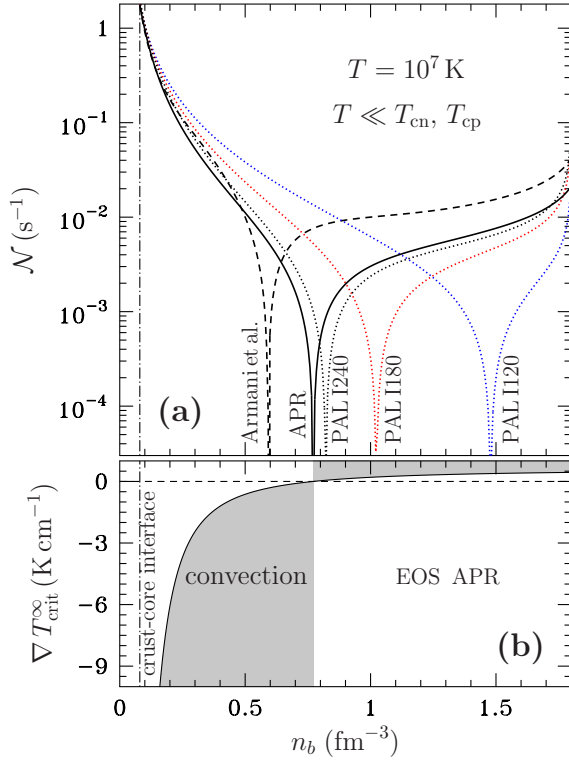 1
10⁻¹
10⁻²
10⁻³
10⁻⁴
𝒩 (s⁻¹)
T = 10⁷ K
T ≪ T_cn, T_cp
Armani et al.
APR
PAL I240
PAL I180
PAL I120
(a)
0
-3
-6
-9
∇ T^∞_crit (K cm⁻¹)
crust-core interface
convection
EOS APR
(b)
0 0.5 1 1.5
n_b (fm⁻³)